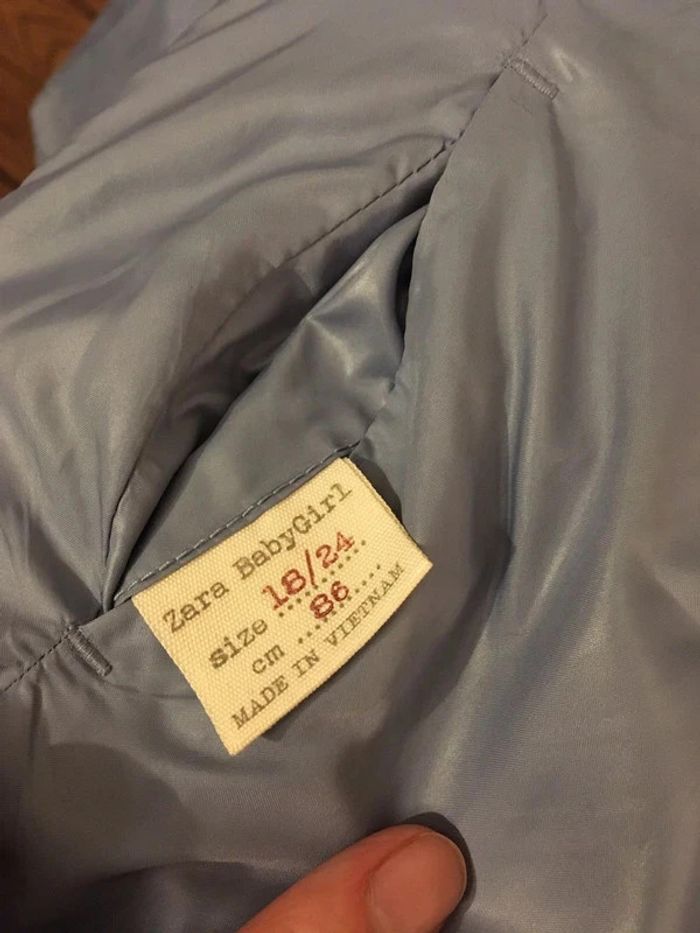 Zara BabyGirl
size 18/24
cm 86
MADE IN VIETNAM